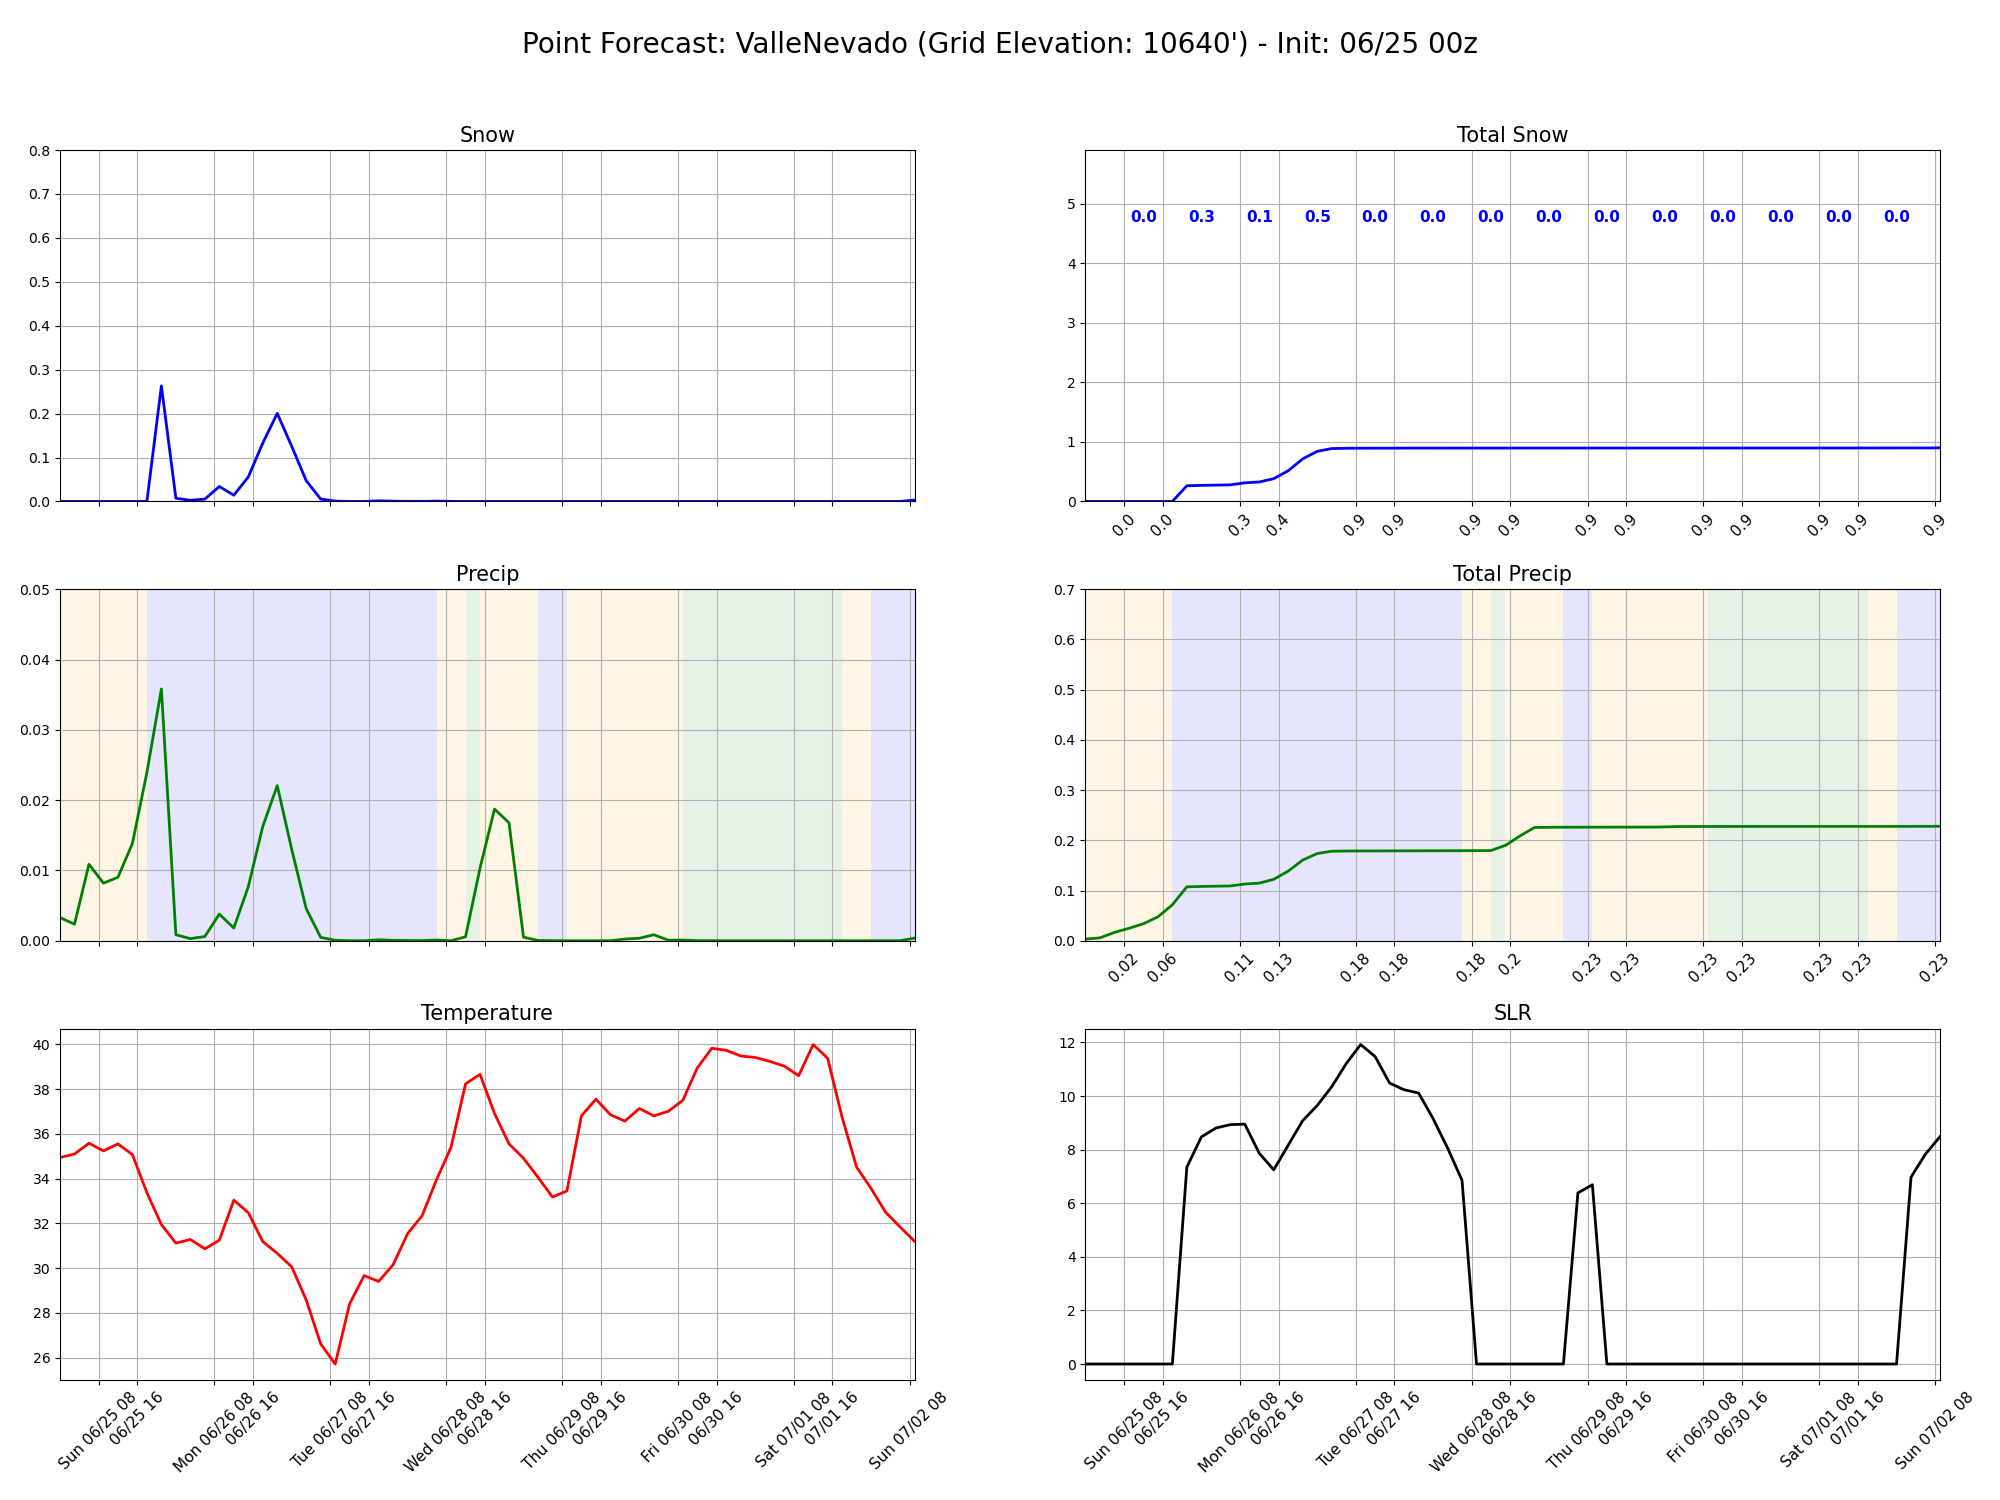 Point Forecast: ValleNevado (Grid Elevation: 10640') - Init: 06/25 00z
Snow
0.8
0.7
0.6
0.5
0.4
0.3
0.2
0.1
0.0
Total Snow
5
4
3
2
1
0
0.0 0.3 0.1 0.5 0.0 0.0 0.0 0.0 0.0 0.0 0.0 0.0 0.0 0.0
0.0 0.0 0.3 0.4 0.9 0.9 0.9 0.9 0.9 0.9 0.9 0.9 0.9 0.9 0.9
Precip
0.05
0.04
0.03
0.02
0.01
0.00
Total Precip
0.7
0.6
0.5
0.4
0.3
0.2
0.1
0.0
0.02 0.06 0.11 0.13 0.18 0.18 0.18 0.2 0.23 0.23 0.23 0.23 0.23 0.23 0.23
Temperature
40
38
36
34
32
30
28
26
Sun 06/25 08
06/25 16
Mon 06/26 08
06/26 16
Tue 06/27 08
06/27 16
Wed 06/28 08
06/28 16
Thu 06/29 08
06/29 16
Fri 06/30 08
06/30 16
Sat 07/01 08
07/01 16
Sun 07/02 08
SLR
12
10
8
6
4
2
0
Sun 06/25 08
06/25 16
Mon 06/26 08
06/26 16
Tue 06/27 08
06/27 16
Wed 06/28 08
06/28 16
Thu 06/29 08
06/29 16
Fri 06/30 08
06/30 16
Sat 07/01 08
07/01 16
Sun 07/02 08